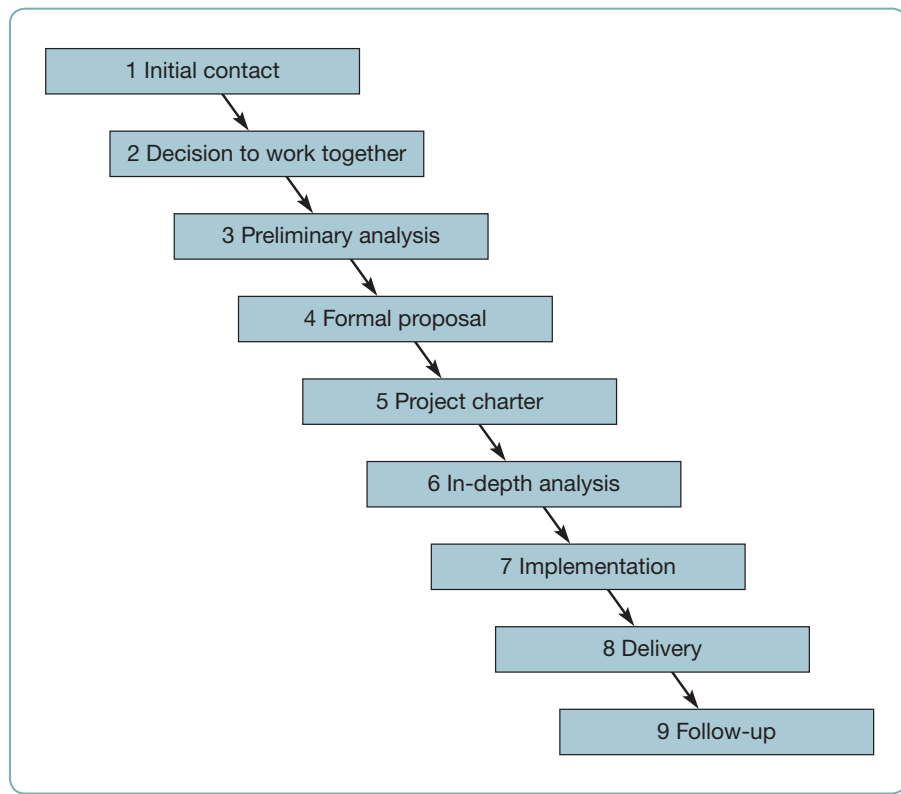 1 Initial contact
2 Decision to work together
3 Preliminary analysis
4 Formal proposal
5 Project charter
6 In-depth analysis
7 Implementation
8 Delivery
9 Follow-up